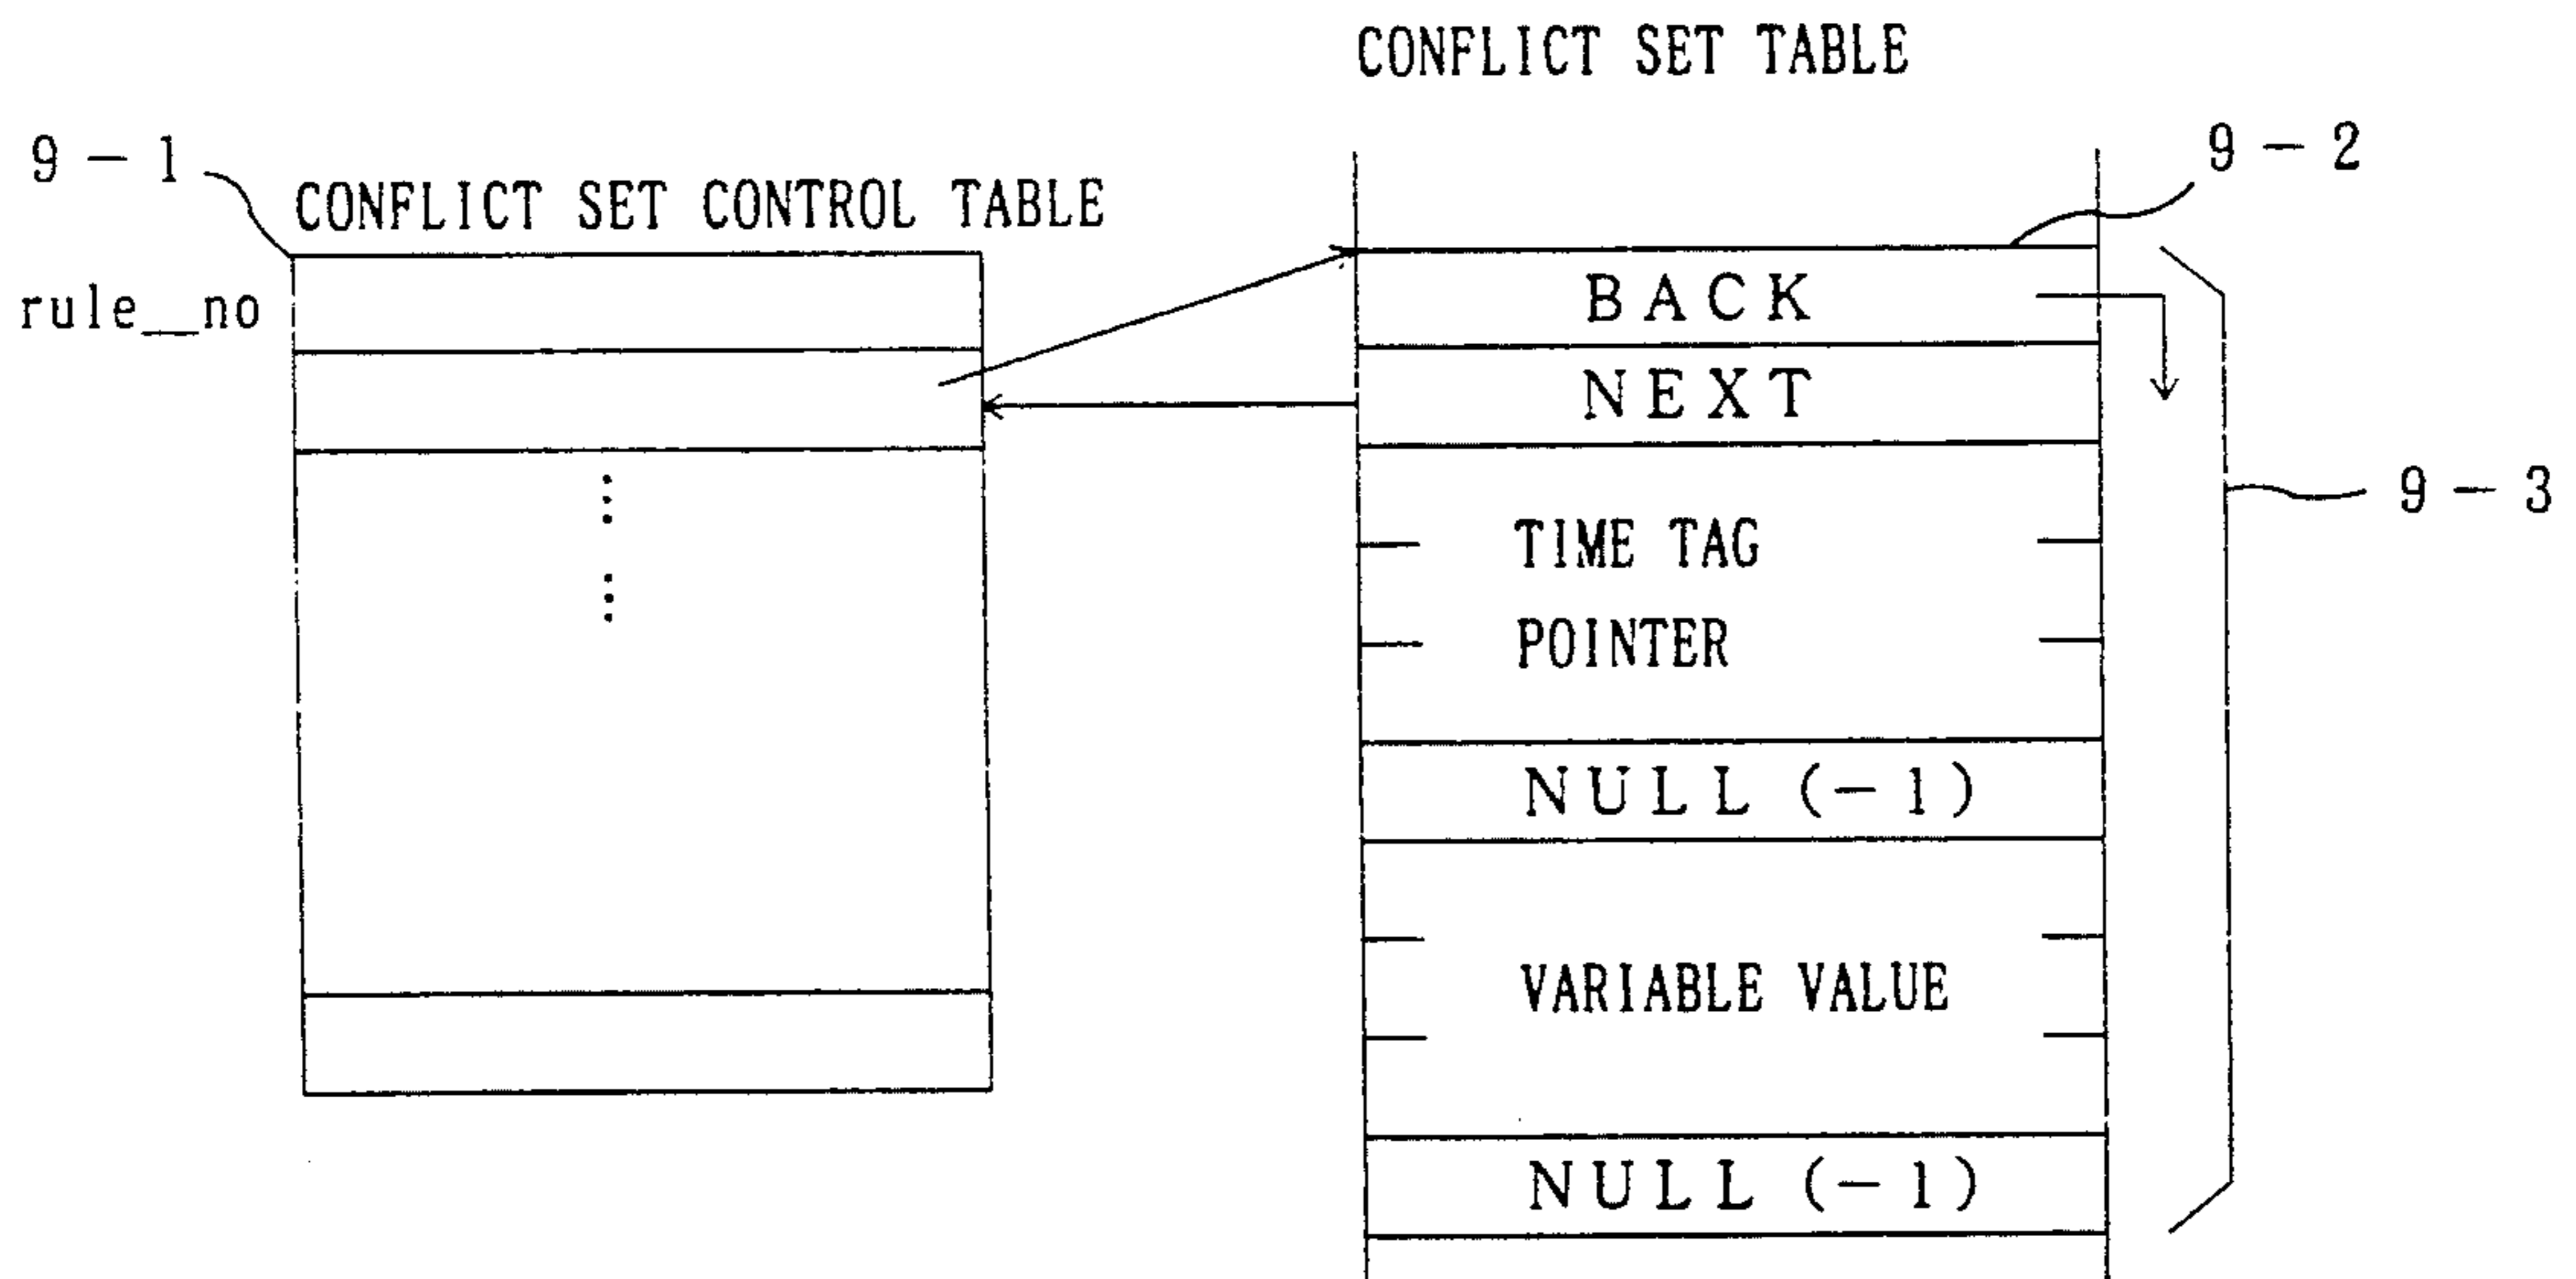 CONFLICT SET TABLE
9-1
CONFLICT SET CONTROL TABLE
9-2
rule__no
BACK
NEXT
9-3
TIME TAG
POINTER
NULL (-1)
VARIABLE VALUE
NULL (-1)